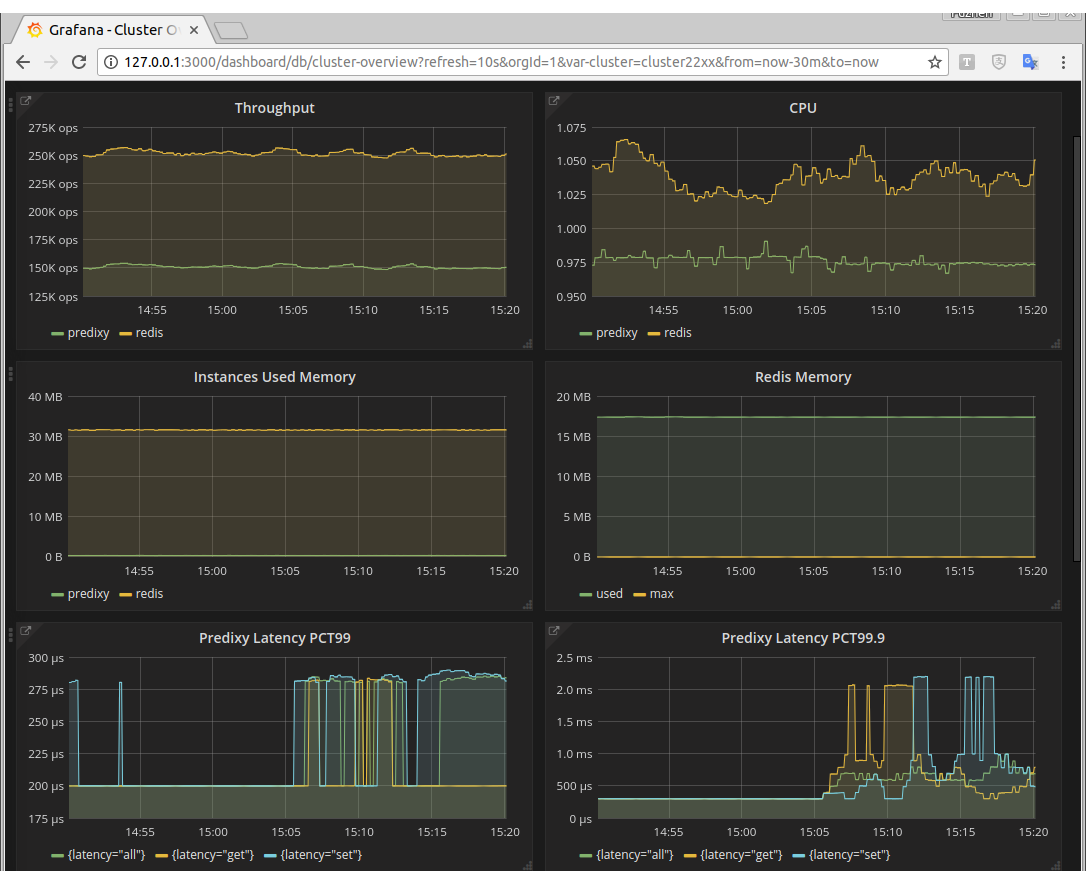 Grafana - Cluster O
127.0.0.1:3000/dashboard/db/cluster-overview?refresh=10s&orgId=1&var-cluster=cluster22xx&from=now-30m&to=now
Throughput
275K ops
250K ops
225K ops
200K ops
175K ops
150K ops
125K ops
14:55 15:00 15:05 15:10 15:15 15:20
predixy redis
CPU
1.075
1.050
1.025
1.000
0.975
0.950
14:55 15:00 15:05 15:10 15:15 15:20
predixy redis
Instances Used Memory
40 MB
30 MB
20 MB
10 MB
0 B
14:55 15:00 15:05 15:10 15:15 15:20
predixy redis
Redis Memory
20 MB
15 MB
10 MB
5 MB
0 B
14:55 15:00 15:05 15:10 15:15 15:20
used max
Predixy Latency PCT99
300 µs
275 µs
250 µs
225 µs
200 µs
175 µs
14:55 15:00 15:05 15:10 15:15 15:20
{latency="all"} {latency="get"} {latency="set"}
Predixy Latency PCT99.9
2.5 ms
2.0 ms
1.5 ms
1.0 ms
500 µs
0 µs
14:55 15:00 15:05 15:10 15:15 15:20
{latency="all"} {latency="get"} {latency="set"}